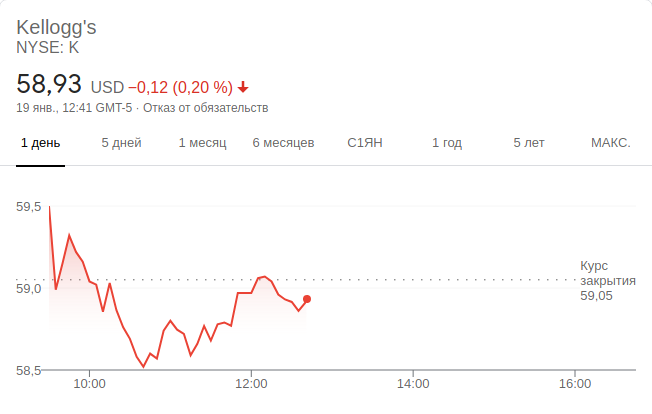 Kellogg's
NYSE: K
58,93 USD −0,12 (0,20 %)
19 янв., 12:41 GMT-5 · Отказ от обязательств
1 день 5 дней 1 месяц 6 месяцев С1ЯН 1 год 5 лет МАКС.
59,5
Курс
закрытия
59,05
59,0
58,5
10:00 12:00 14:00 16:00